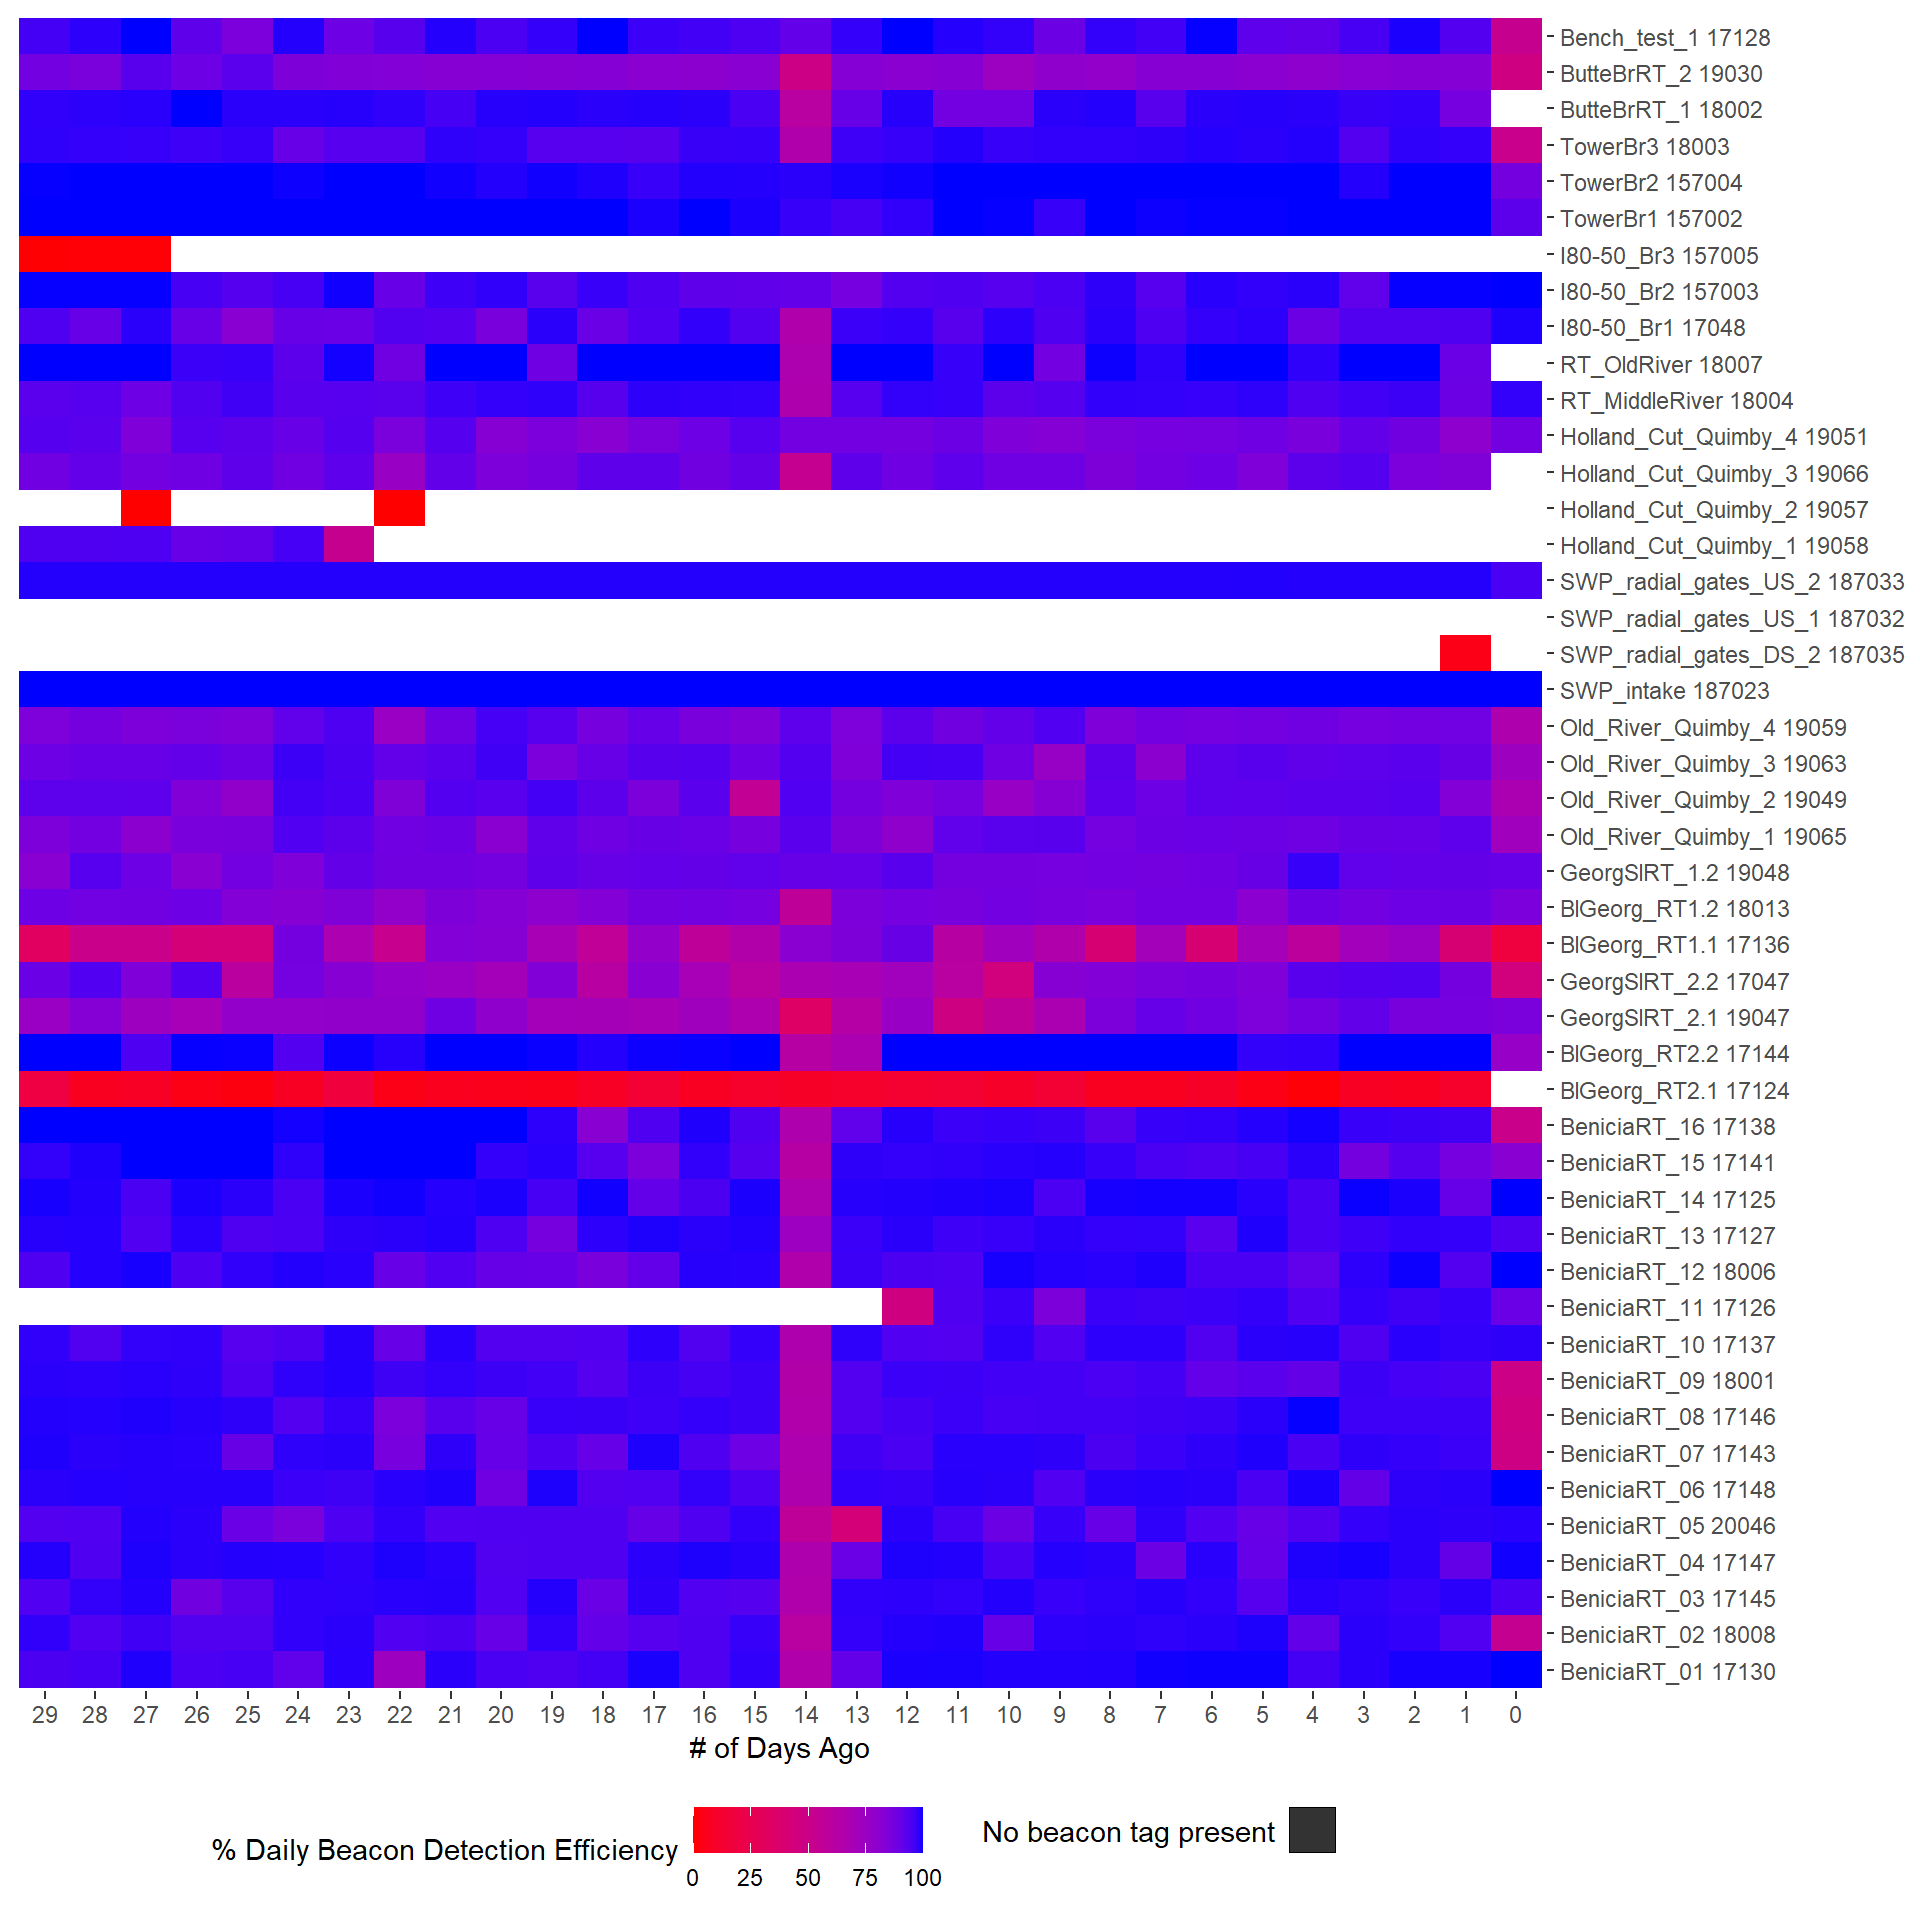 Bench_test_1 17128
ButteBrRT_2 19030
ButteBrRT_1 18002
TowerBr3 18003
TowerBr2 157004
TowerBr1 157002
I80-50_Br3 157005
I80-50_Br2 157003
I80-50_Br1 17048
RT_OldRiver 18007
RT_MiddleRiver 18004
Holland_Cut_Quimby_4 19051
Holland_Cut_Quimby_3 19066
Holland_Cut_Quimby_2 19057
Holland_Cut_Quimby_1 19058
SWP_radial_gates_US_2 187033
SWP_radial_gates_US_1 187032
SWP_radial_gates_DS_2 187035
SWP_intake 187023
Old_River_Quimby_4 19059
Old_River_Quimby_3 19063
Old_River_Quimby_2 19049
Old_River_Quimby_1 19065
GeorgSlRT_1.2 19048
BlGeorg_RT1.2 18013
BlGeorg_RT1.1 17136
GeorgSlRT_2.2 17047
GeorgSlRT_2.1 19047
BlGeorg_RT2.2 17144
BlGeorg_RT2.1 17124
BeniciaRT_16 17138
BeniciaRT_15 17141
BeniciaRT_14 17125
BeniciaRT_13 17127
BeniciaRT_12 18006
BeniciaRT_11 17126
BeniciaRT_10 17137
BeniciaRT_09 18001
BeniciaRT_08 17146
BeniciaRT_07 17143
BeniciaRT_06 17148
BeniciaRT_05 20046
BeniciaRT_04 17147
BeniciaRT_03 17145
BeniciaRT_02 18008
BeniciaRT_01 17130
29 28 27 26 25 24 23 22 21 20 19 18 17 16 15 14 13 12 11 10 9 8 7 6 5 4 3 2 1 0
# of Days Ago
% Daily Beacon Detection Efficiency
0 25 50 75 100
No beacon tag present